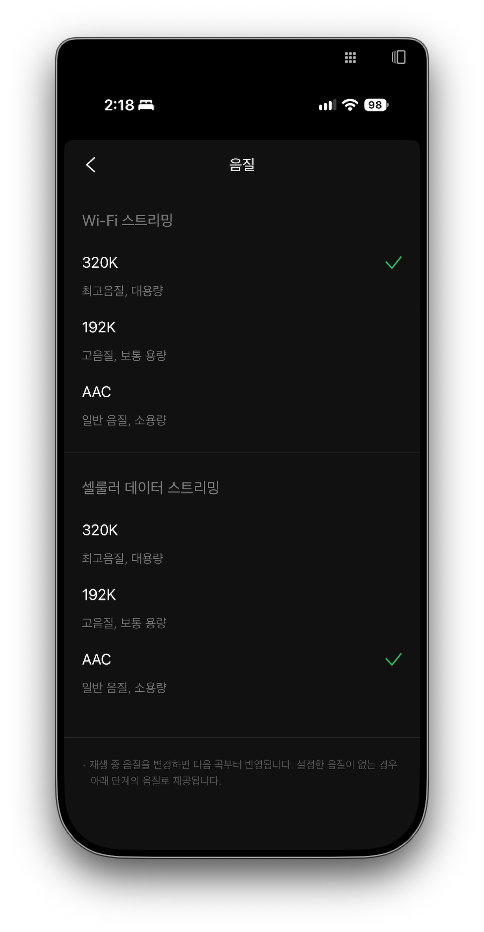 2:18
98
음질
Wi-Fi 스트리밍
320K
최고음질, 대용량
192K
고음질, 보통 용량
AAC
일반 음질, 소용량
셀룰러 데이터 스트리밍
320K
최고음질, 대용량
192K
고음질, 보통 용량
AAC
일반 음질, 소용량
· 재생 중 음질을 변경하면 다음 곡부터 반영됩니다. 설정한 음질이 없는 경우
아래 단계의 음질로 제공됩니다.